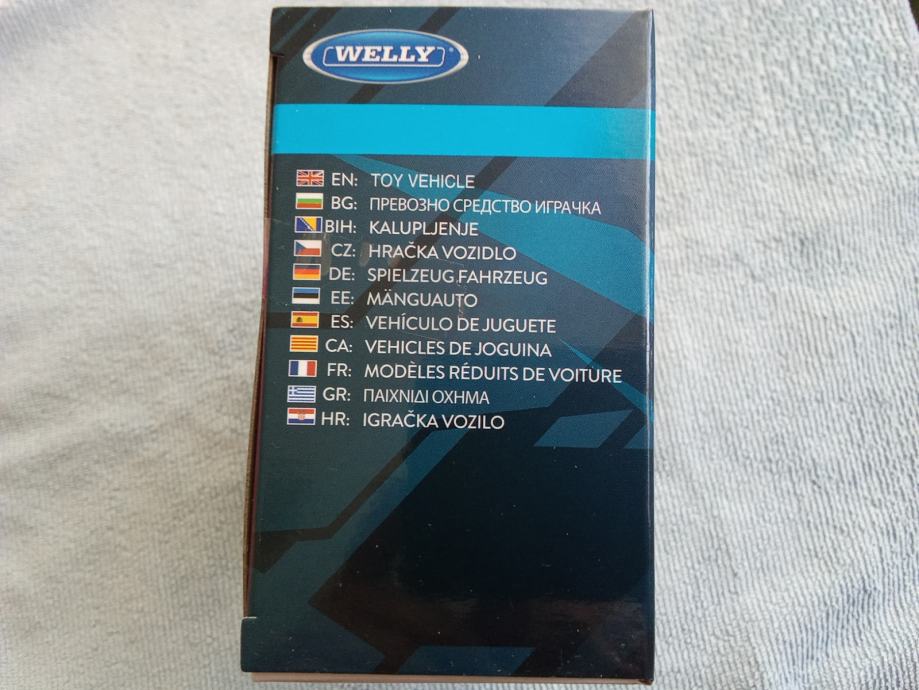 WELLY
EN: TOY VEHICLE
BG: ПРЕВОЗНО СРЕДСТВО ИГРАЧКА
BIH: KALUPLJENJE
CZ: HRAČKA VOZIDLO
DE: SPIELZEUG FAHRZEUG
EE: MÄNGUAUTO
ES: VEHÍCULO DE JUGUETE
CA: VEHICLES DE JOGUINA
FR: MODÈLES RÉDUITS DE VOITURE
GR: ΠΑΙΧΝΙΔΙ ΟΧΗΜΑ
HR: IGRAČKA VOZILO